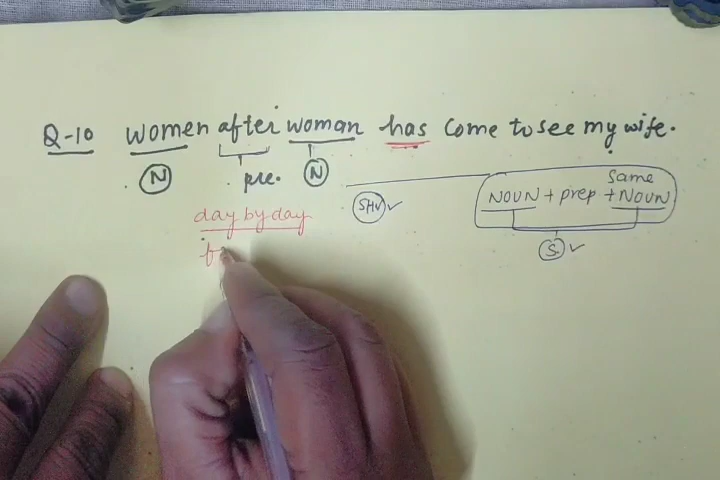 Q-10 women after woman has come to see my wife.
N pre. N
same
NOUN + prep + NOUN
SHV ✓
S. ✓
day by day